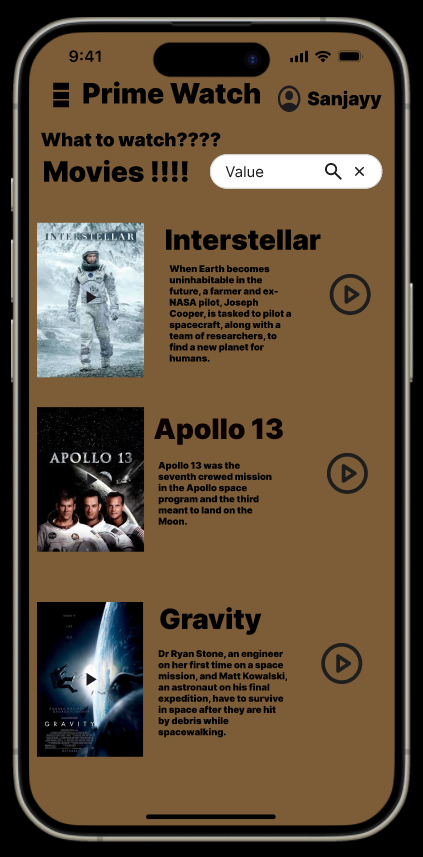 9:41
Prime Watch
Sanjayy
What to watch????
Movies !!!!
Value
INTERSTELLAR
Interstellar
When Earth becomes
uninhabitable in the
future, a farmer and ex-
NASA pilot, Joseph
Cooper, is tasked to pilot a
spacecraft, along with a
team of researchers, to
find a new planet for
humans.
APOLLO 13
Apollo 13
Apollo 13 was the
seventh crewed mission
in the Apollo space
program and the third
meant to land on the
Moon.
GRAVITY
Gravity
Dr Ryan Stone, an engineer
on her first time on a space
mission, and Matt Kowalski,
an astronaut on his final
expedition, have to survive
in space after they are hit
by debris while
spacewalking.